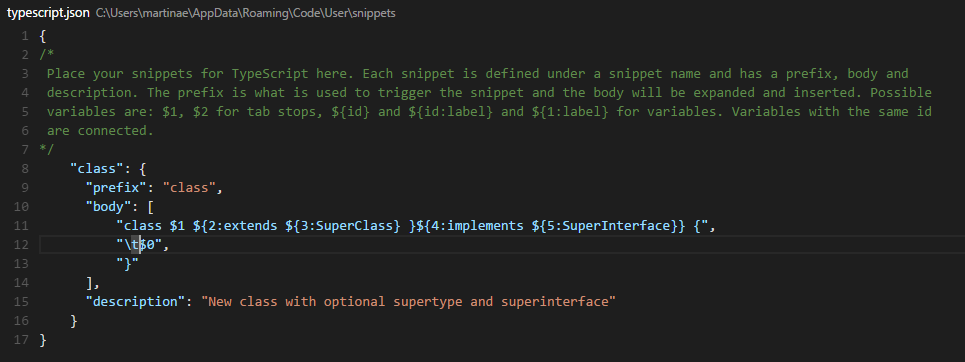 typescript.json C:\Users\martinae\AppData\Roaming\Code\User\snippets
1 {
2 /*
3 Place your snippets for TypeScript here. Each snippet is defined under a snippet name and has a prefix, body and
4 description. The prefix is what is used to trigger the snippet and the body will be expanded and inserted. Possible
5 variables are: $1, $2 for tab stops, ${id} and ${id:label} and ${1:label} for variables. Variables with the same id
6 are connected.
7 */
8 "class": {
9 "prefix": "class",
10 "body": [
11 "class $1 ${2:extends ${3:SuperClass} }${4:implements ${5:SuperInterface}} {",
12 "\t$0",
13 "}"
14 ],
15 "description": "New class with optional supertype and superinterface"
16 }
17 }